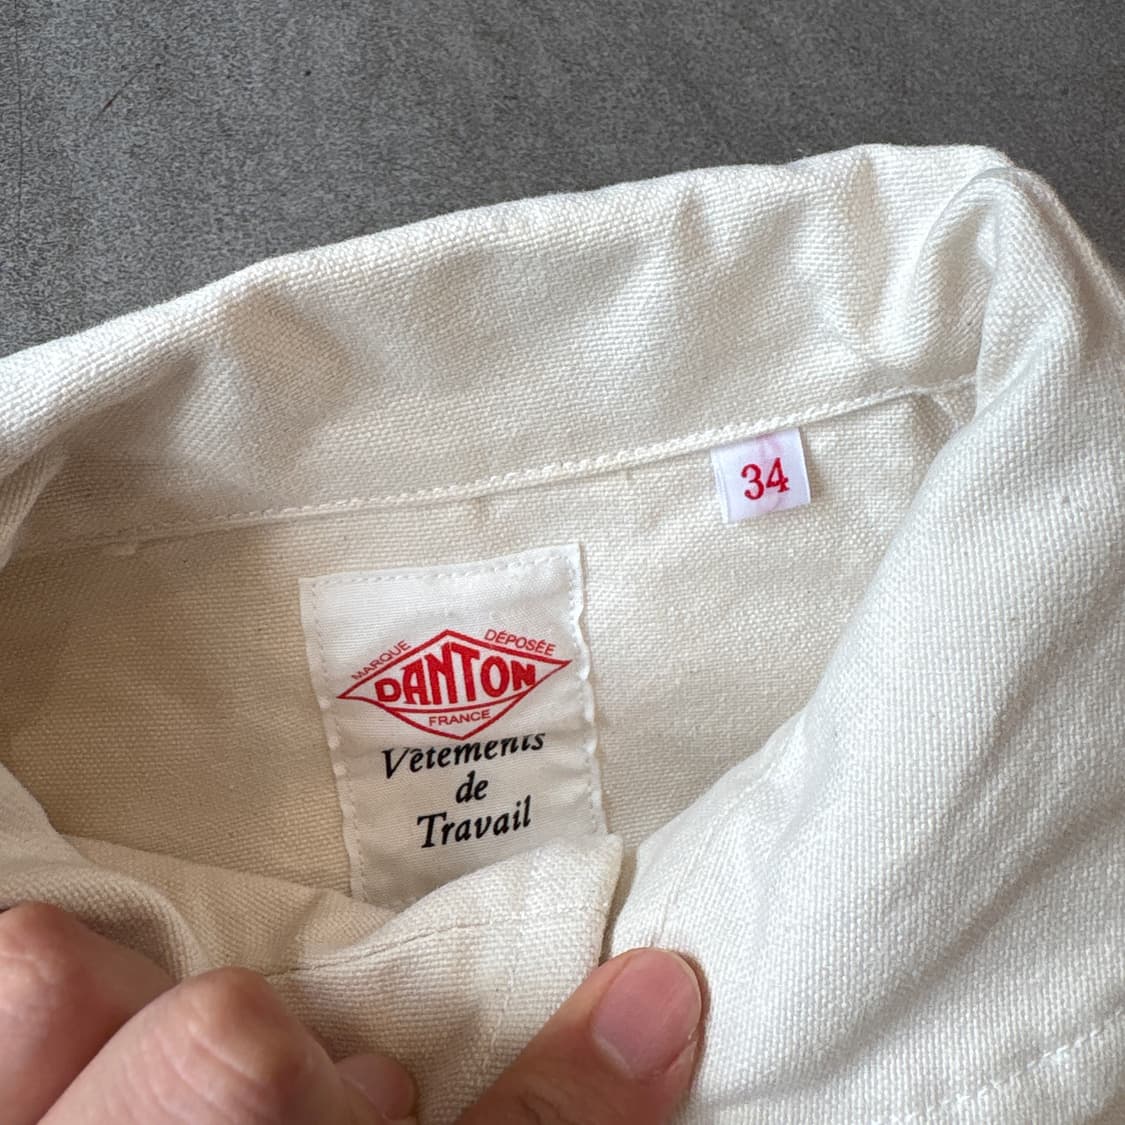 34
MARQUE DÉPOSÉE
DANTON
FRANCE
Vêtements
de
Travail